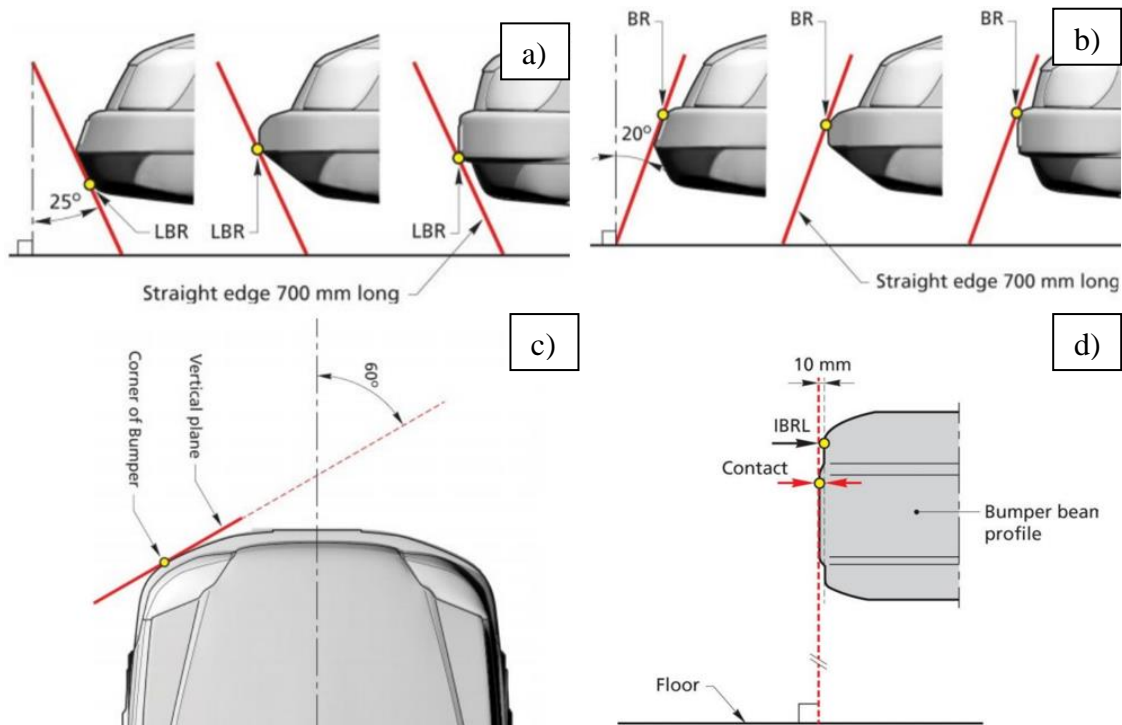 a)
25°
LBR
LBR
LBR
Straight edge 700 mm long
b)
BR
BR
BR
20°
Straight edge 700 mm long
c)
Corner of Bumper
Vertical plane
60°
d)
10 mm
IBRL
Contact
Bumper bean
profile
Floor